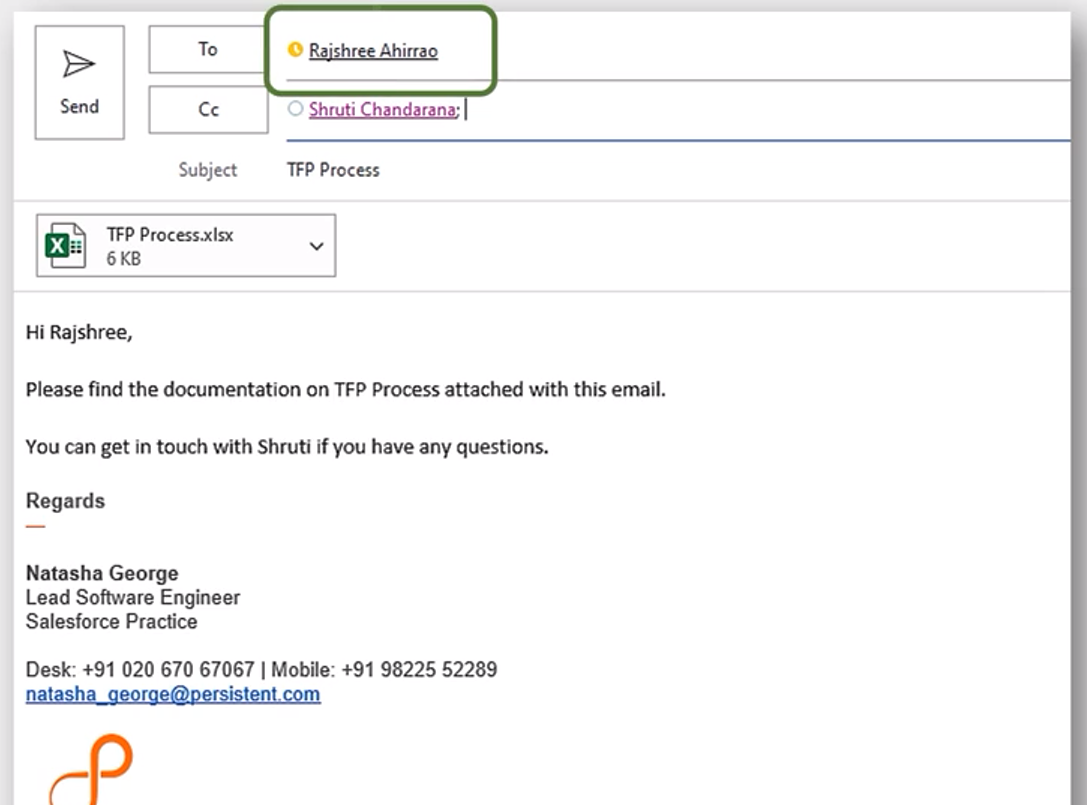 Send
To
Rajshree Ahirrao
Cc
Shruti Chandarana;
Subject
TFP Process
TFP Process.xlsx
6 KB
Hi Rajshree,
Please find the documentation on TFP Process attached with this email.
You can get in touch with Shruti if you have any questions.
Regards
Natasha George
Lead Software Engineer
Salesforce Practice
Desk: +91 020 670 67067 | Mobile: +91 98225 52289
natasha_george@persistent.com